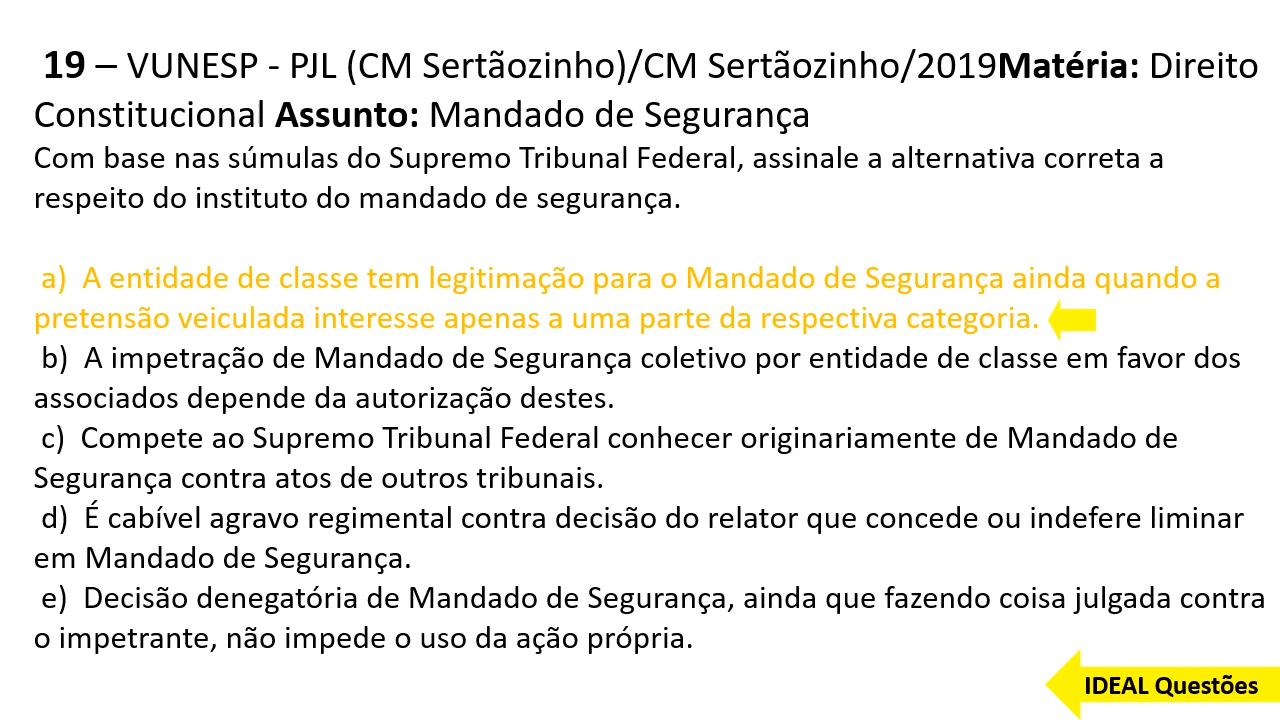 19 – VUNESP - PJL (CM Sertãozinho)/CM Sertãozinho/2019Matéria: Direito
Constitucional Assunto: Mandado de Segurança
Com base nas súmulas do Supremo Tribunal Federal, assinale a alternativa correta a
respeito do instituto do mandado de segurança.
a) A entidade de classe tem legitimação para o Mandado de Segurança ainda quando a
pretensão veiculada interesse apenas a uma parte da respectiva categoria.
b) A impetração de Mandado de Segurança coletivo por entidade de classe em favor dos
associados depende da autorização destes.
c) Compete ao Supremo Tribunal Federal conhecer originariamente de Mandado de
Segurança contra atos de outros tribunais.
d) É cabível agravo regimental contra decisão do relator que concede ou indefere liminar
em Mandado de Segurança.
e) Decisão denegatória de Mandado de Segurança, ainda que fazendo coisa julgada contra
o impetrante, não impede o uso da ação própria.
IDEAL Questões